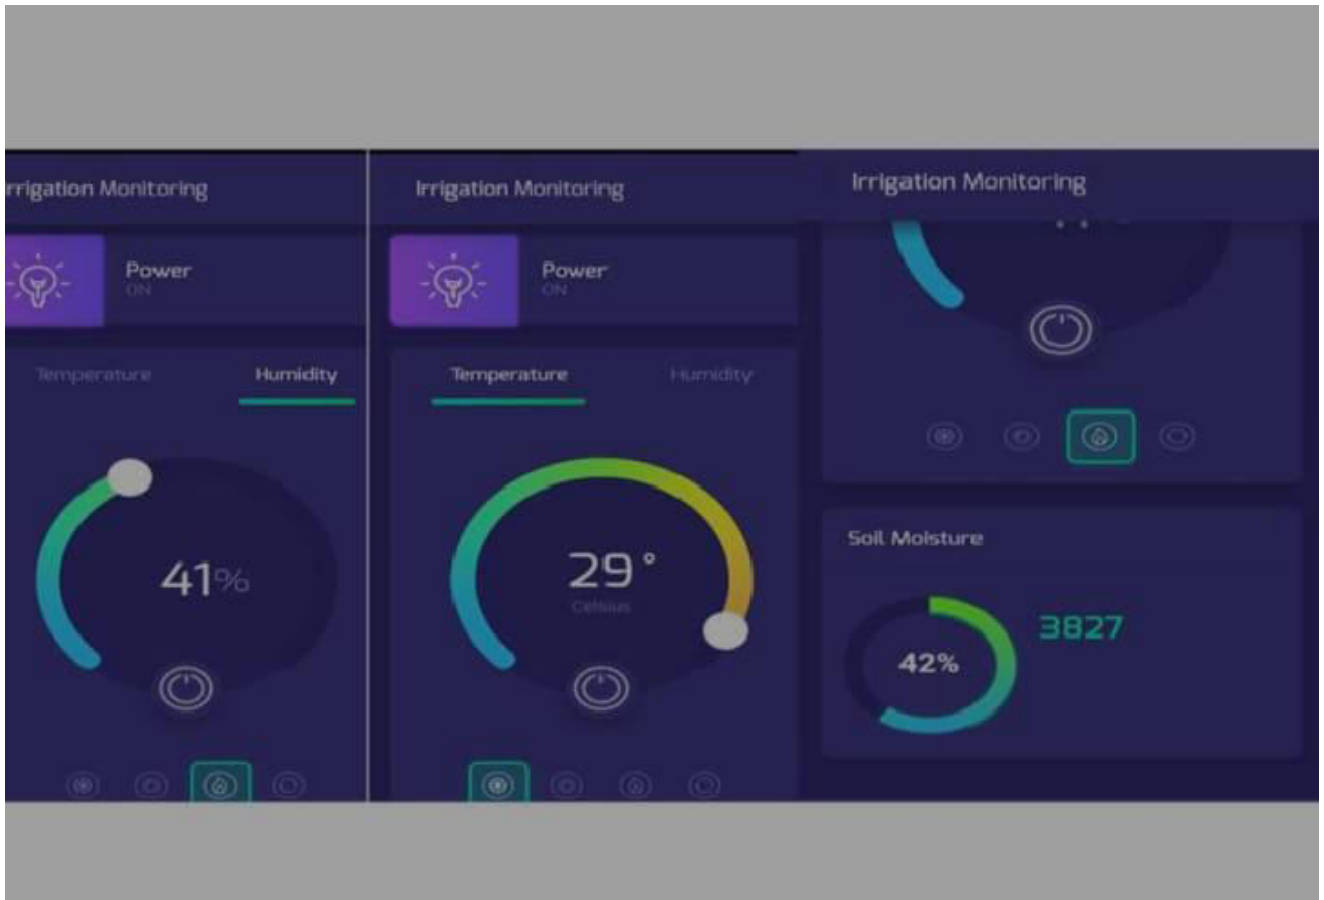 rrigation Monitoring
Power
ON
Temperature Humidity
41%
Irrigation Monitoring
Power
ON
Temperature Humidity
29°
Celsius
Irrigation Monitoring
Soil Moisture
42%
3827